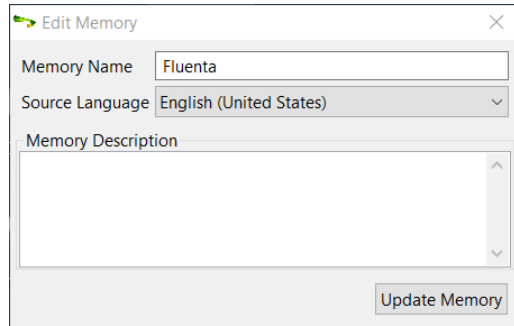 Edit Memory
Memory Name Fluenta
Source Language English (United States)
Memory Description
Update Memory